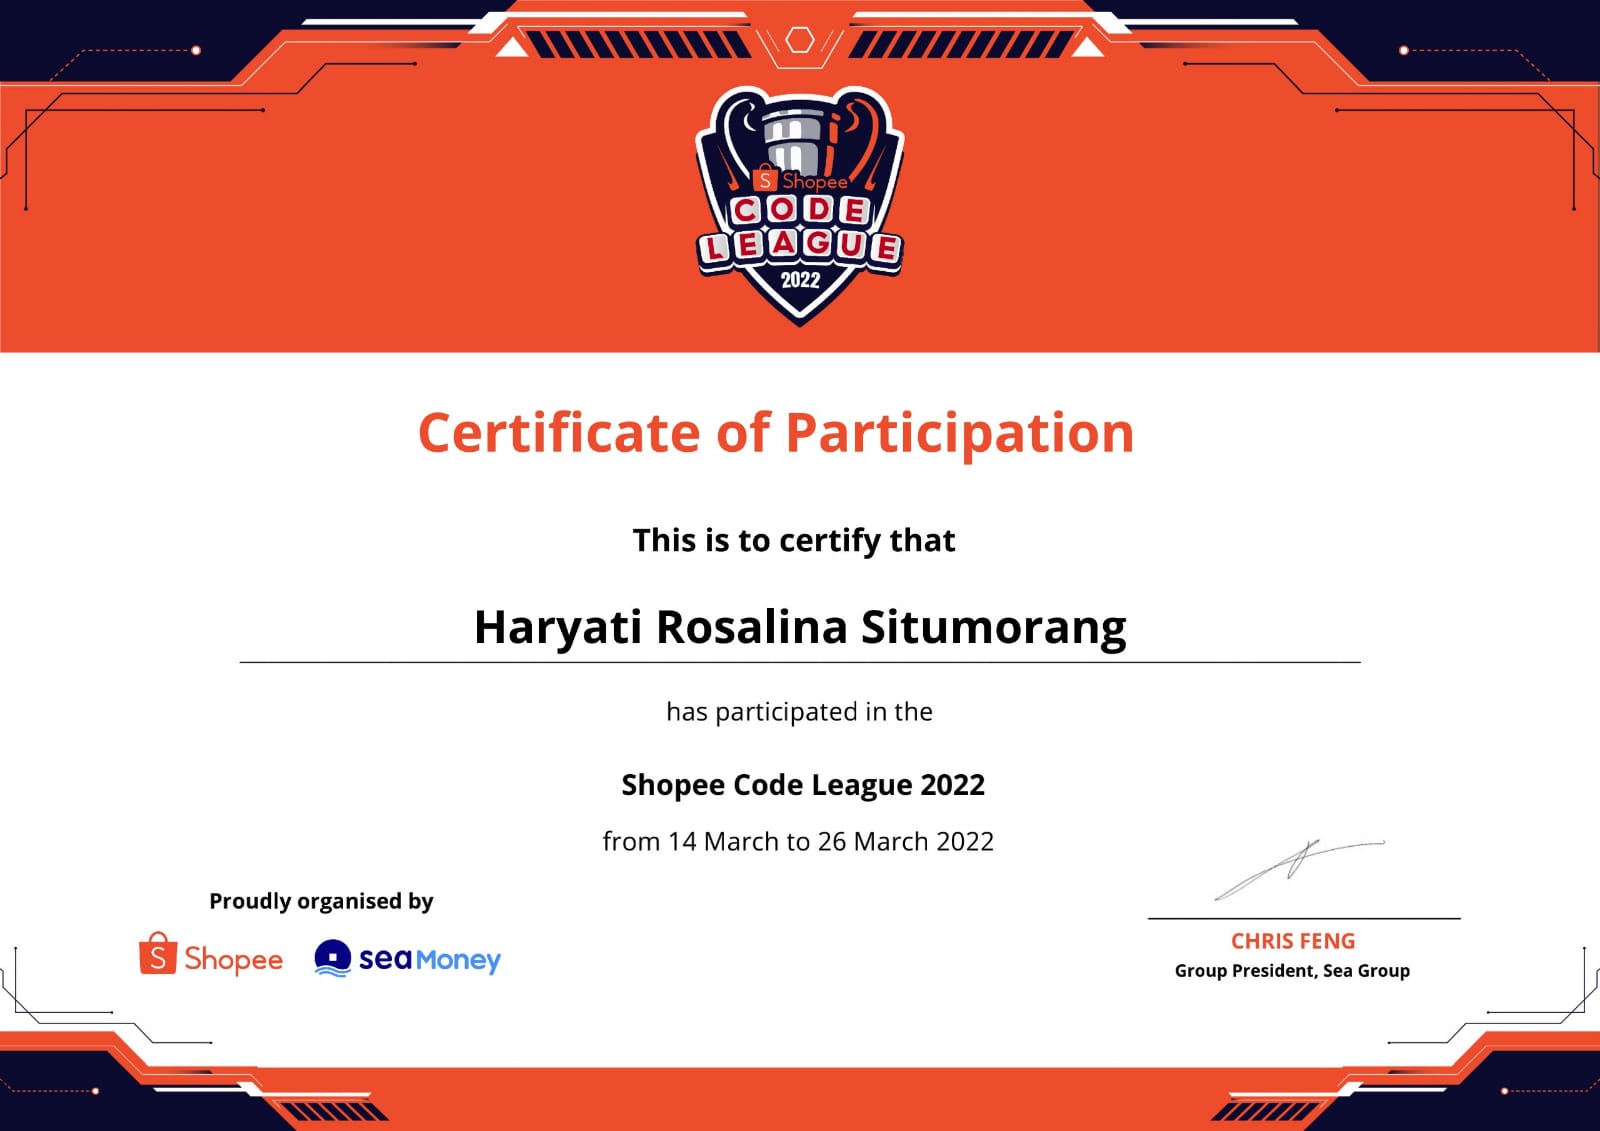 S Shopee
CODE
LEAGUE
2022
Certificate of Participation
This is to certify that
Haryati Rosalina Situmorang
has participated in the
Shopee Code League 2022
from 14 March to 26 March 2022
Proudly organised by
S Shopee
sea Money
CHRIS FENG
Group President, Sea Group